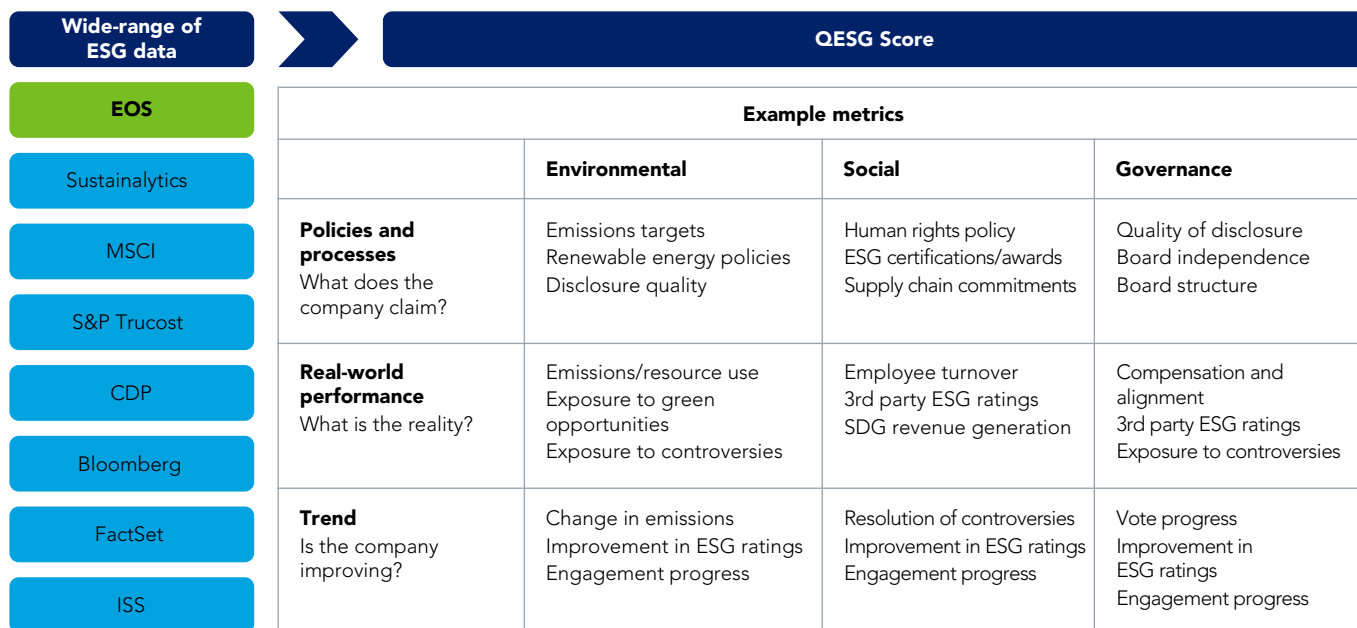 Wide-range of
ESG data
QESG Score
EOS
Sustainalytics
MSCI
S&P Trucost
CDP
Bloomberg
FactSet
ISS
Example metrics
Environmental
Social
Governance
Policies and
processes
What does the
company claim?
Emissions targets
Renewable energy policies
Disclosure quality
Human rights policy
ESG certifications/awards
Supply chain commitments
Quality of disclosure
Board independence
Board structure
Real-world
performance
What is the reality?
Emissions/resource use
Exposure to green
opportunities
Exposure to controversies
Employee turnover
3rd party ESG ratings
SDG revenue generation
Compensation and
alignment
3rd party ESG ratings
Exposure to controversies
Trend
Is the company
improving?
Change in emissions
Improvement in ESG ratings
Engagement progress
Resolution of controversies
Improvement in ESG ratings
Engagement progress
Vote progress
Improvement in
ESG ratings
Engagement progress